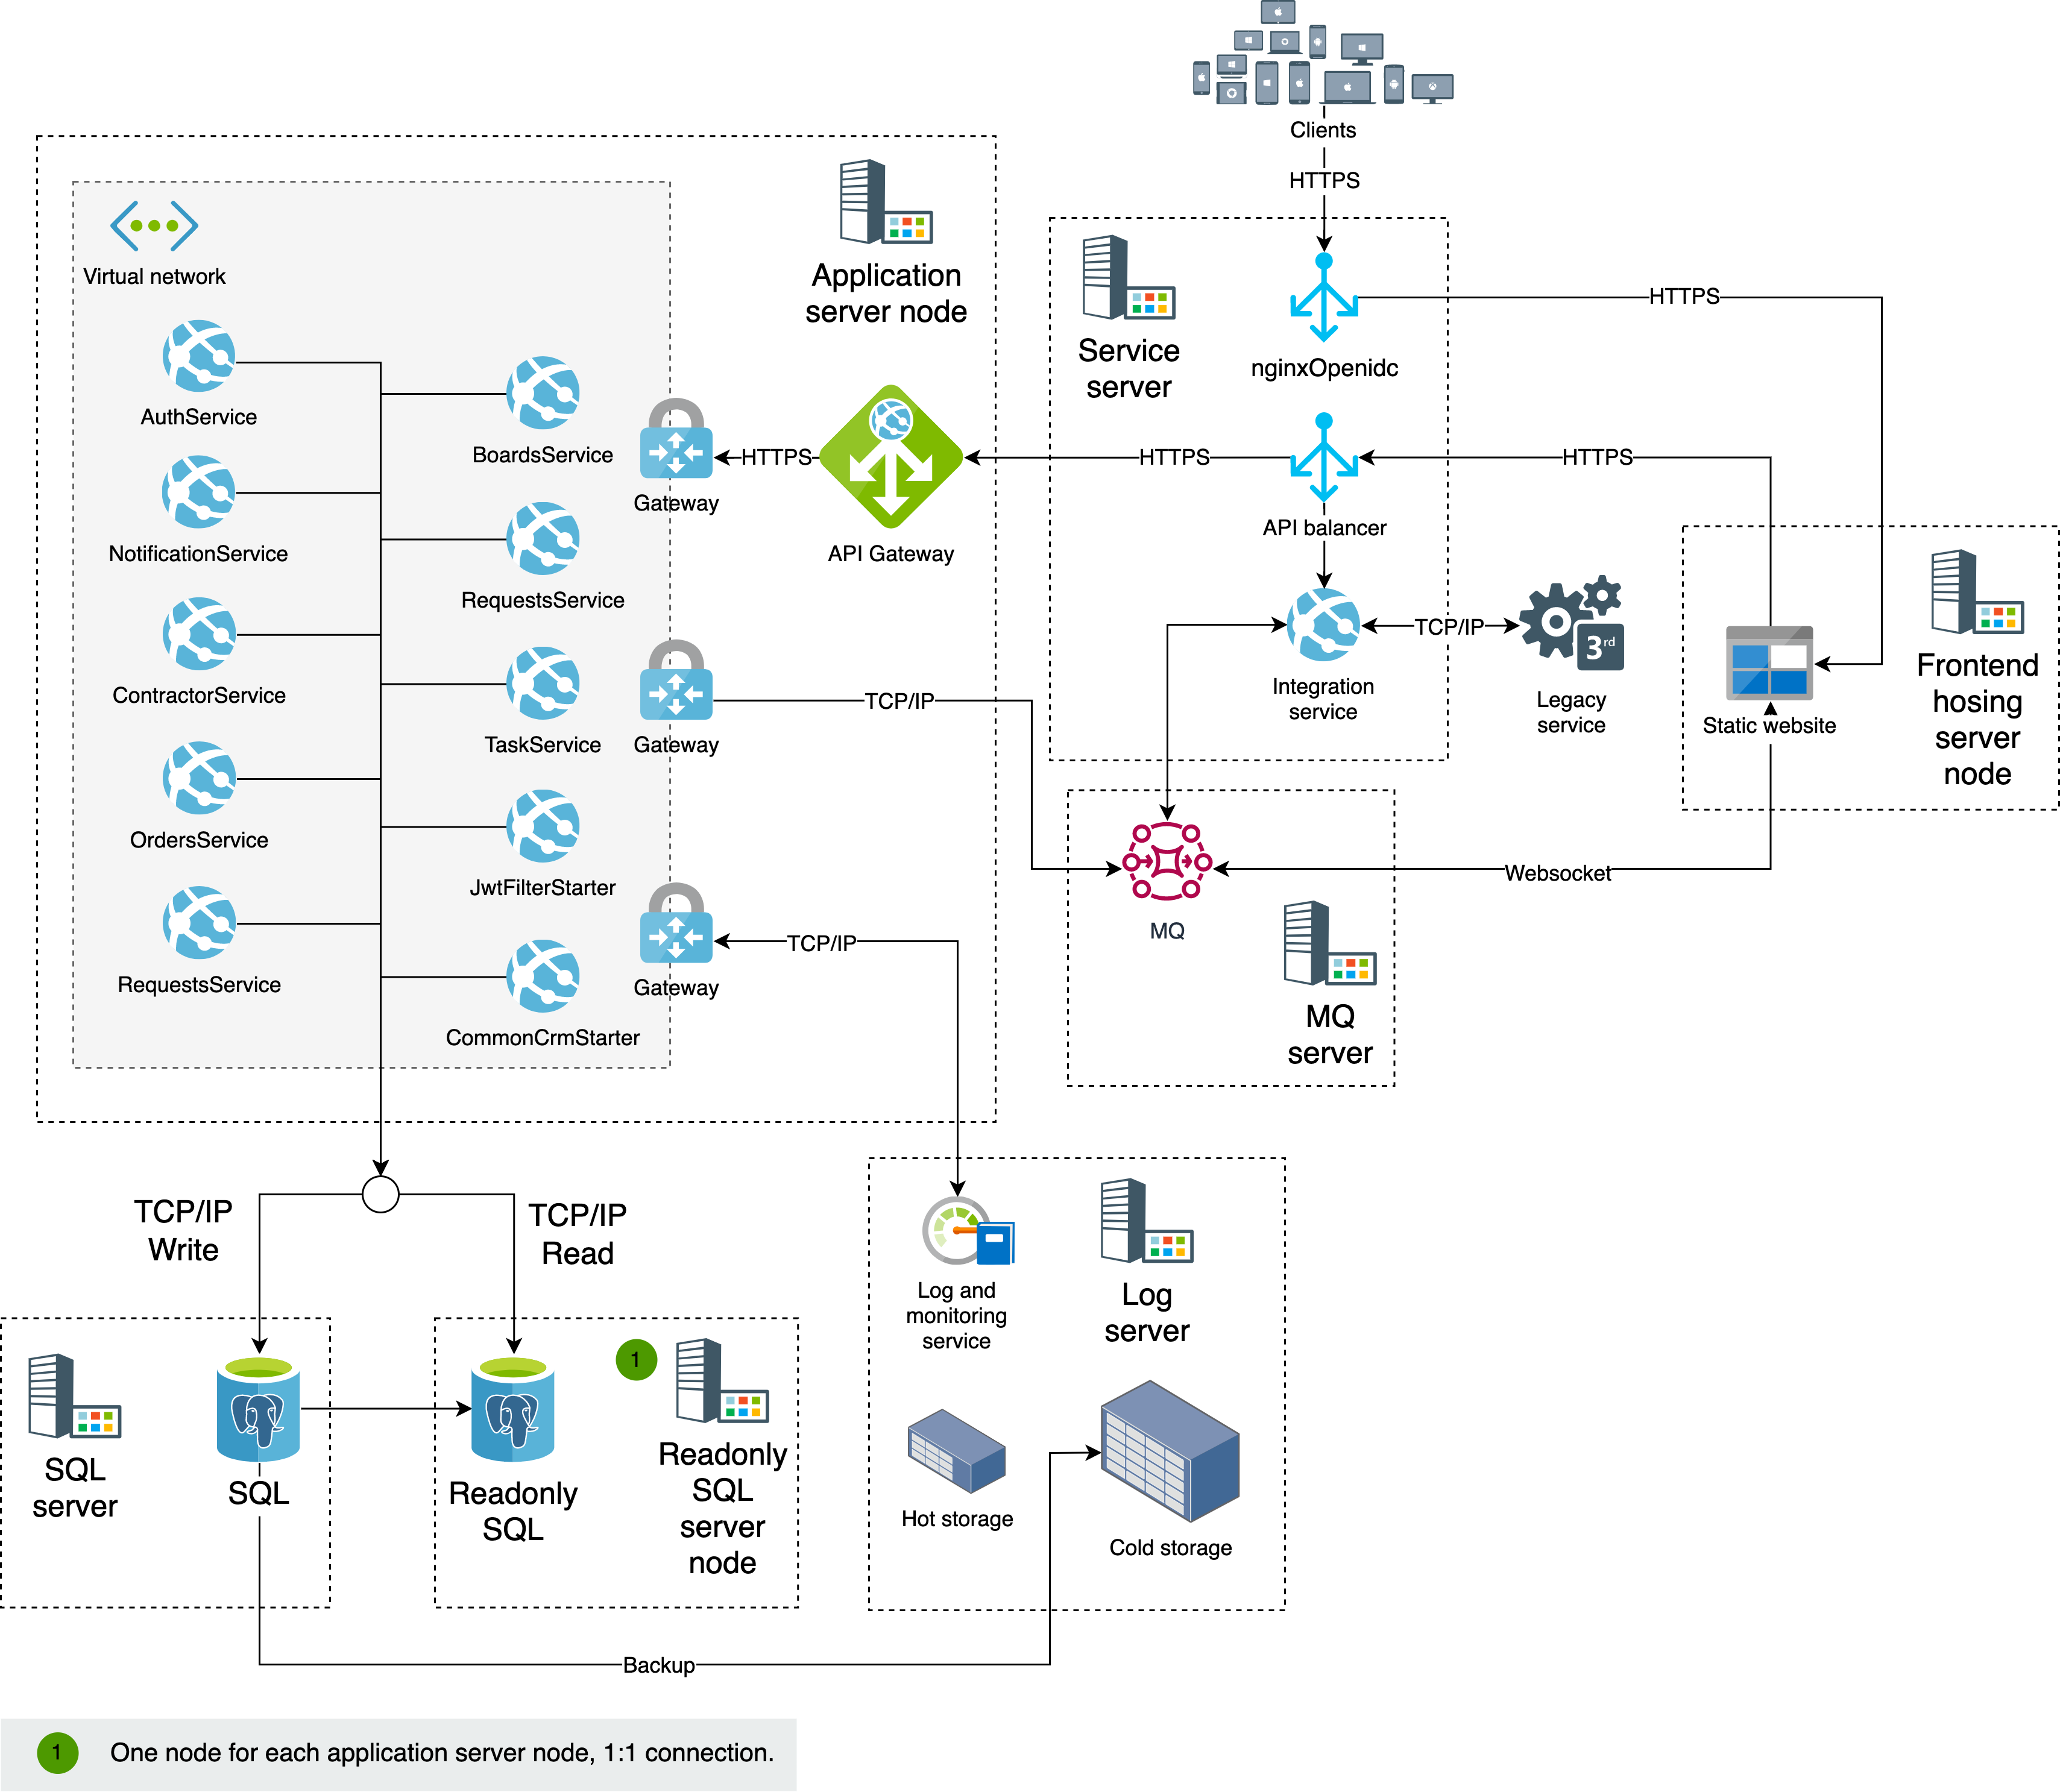 Clients
HTTPS
Virtual network
Application
server node
Service
server
nginxOpenidc
HTTPS
AuthService
BoardsService
Gateway
HTTPS
API Gateway
HTTPS
API balancer
HTTPS
NotificationService
RequestsService
ContractorService
TaskService
Gateway
TCP/IP
Integration
service
TCP/IP
3rd
Legacy
service
Static website
Frontend
hosing
server
node
OrdersService
JwtFilterStarter
MQ
Websocket
RequestsService
CommonCrmStarter
Gateway
TCP/IP
MQ
server
TCP/IP
Write
TCP/IP
Read
Log and
monitoring
service
Log
server
SQL
server
SQL
Readonly
SQL
1
Readonly
SQL
server
node
Hot storage
Cold storage
Backup
1
One node for each application server node, 1:1 connection.